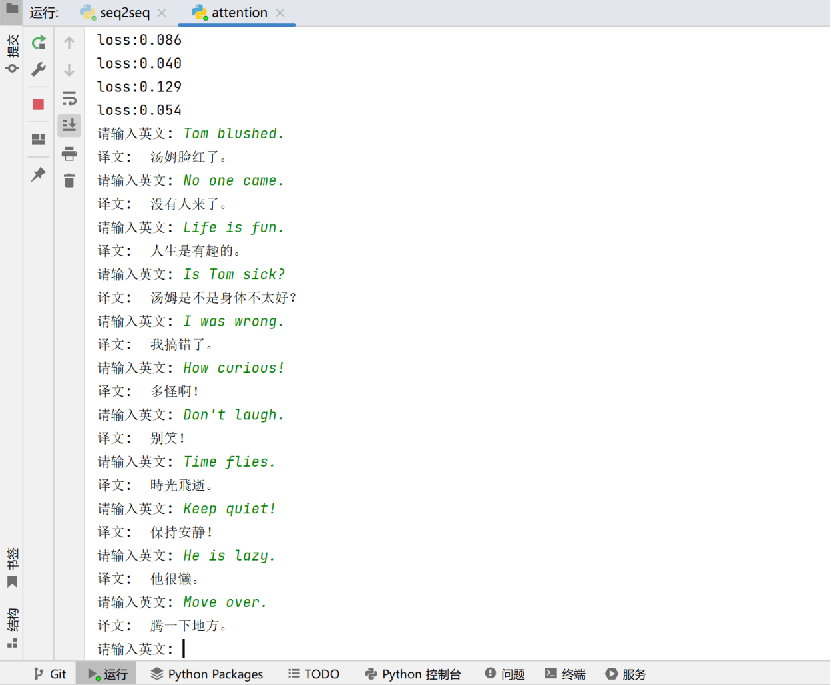 运行: seq2seq × attention ×
提交
loss:0.086
loss:0.040
loss:0.129
loss:0.054
请输入英文: Tom blushed.
译文： 汤姆脸红了。
请输入英文: No one came.
译文： 没有人来了。
请输入英文: Life is fun.
译文： 人生是有趣的。
请输入英文: Is Tom sick?
译文： 汤姆是不是身体不太好?
请输入英文: I was wrong.
译文： 我搞错了。
请输入英文: How curious!
译文： 多怪啊!
请输入英文: Don't laugh.
译文： 别笑!
请输入英文: Time flies.
译文： 時光飛逝。
请输入英文: Keep quiet!
译文： 保持安静!
请输入英文: He is lazy.
译文： 他很懒。
请输入英文: Move over.
译文： 腾一下地方。
请输入英文:
书签
结构
Git 运行 Python Packages TODO Python 控制台 问题 终端 服务